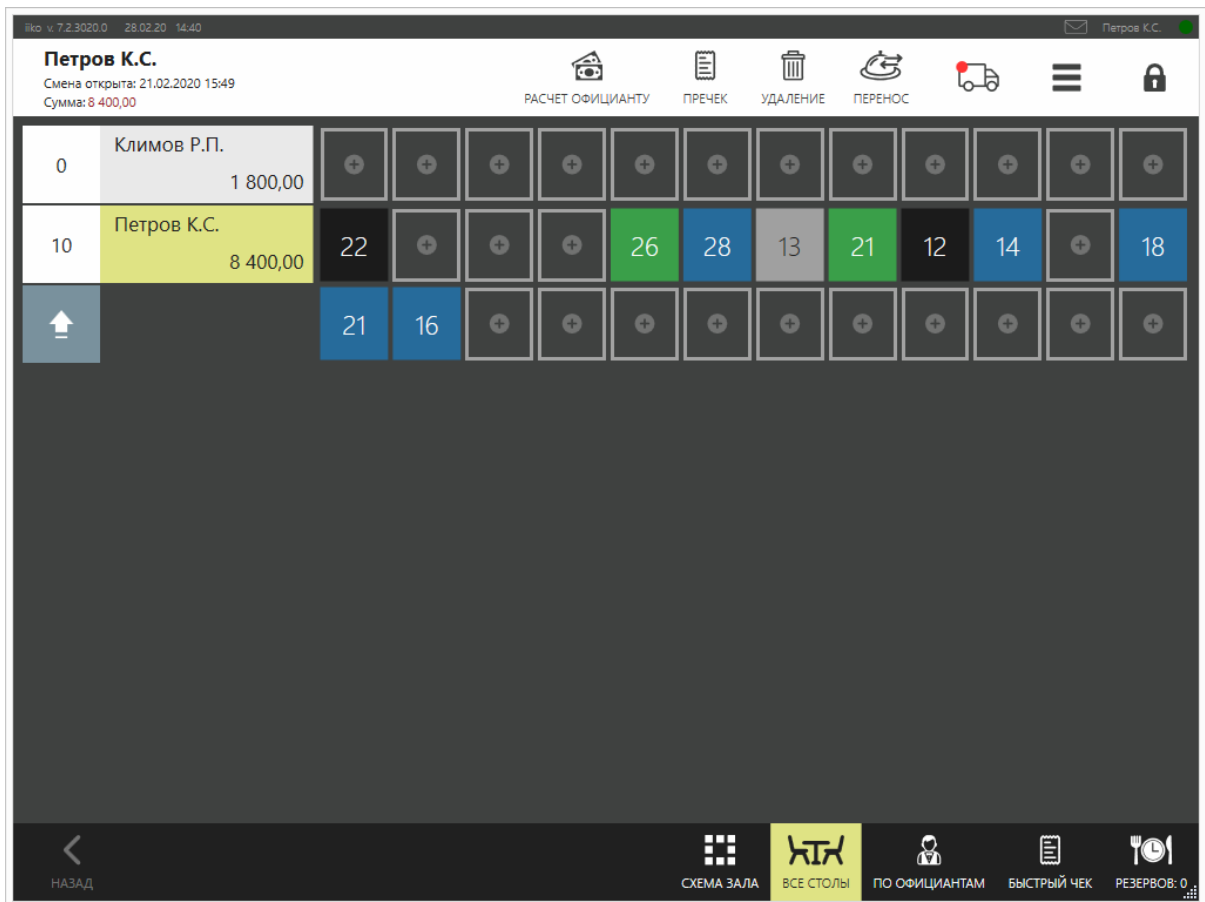 iiko v. 7.2.3020.0 28.02.20 14:40 Петров К.С.
Петров К.С.
Смена открыта: 21.02.2020 15:49
Сумма: 8 400,00
РАСЧЕТ ОФИЦИАНТУ ПРЕЧЕК УДАЛЕНИЕ ПЕРЕНОС
0 Климов Р.П.
1 800,00
10 Петров К.С.
8 400,00
22 26 28 13 21 12 14 18
21 16
НАЗАД СХЕМА ЗАЛА ВСЕ СТОЛЫ ПО ОФИЦИАНТАМ БЫСТРЫЙ ЧЕК РЕЗЕРВОВ: 0